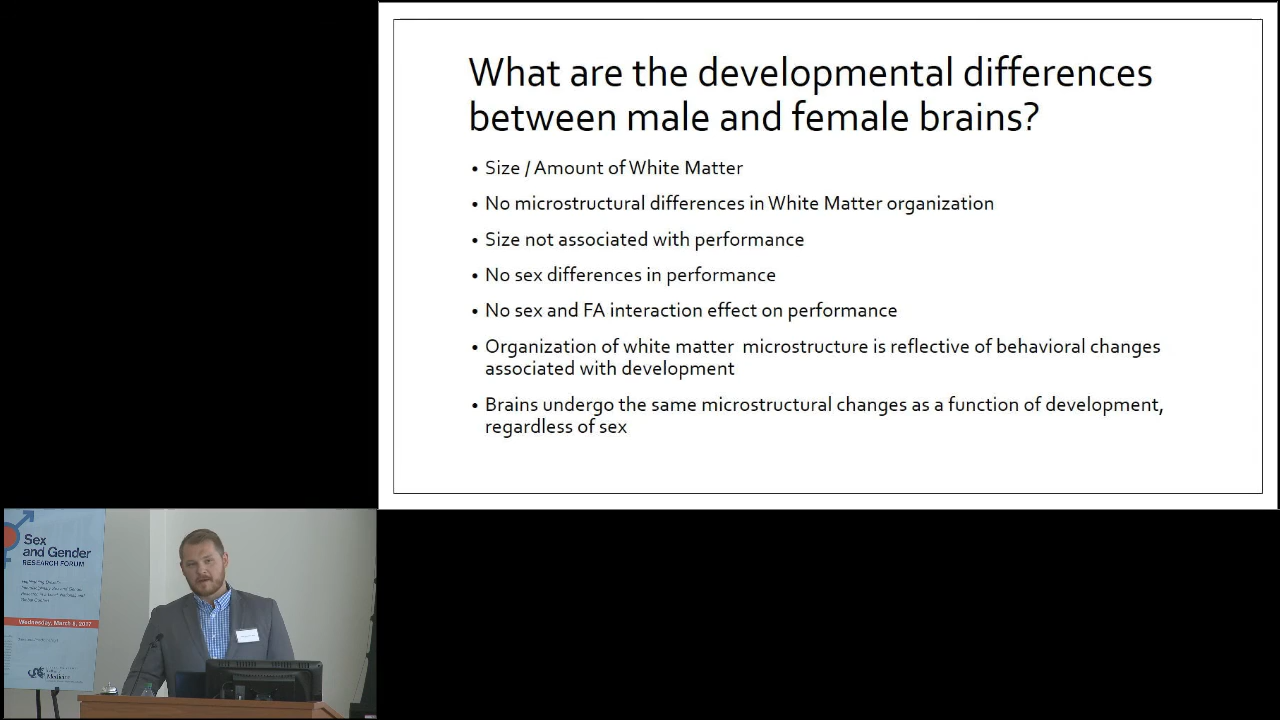 What are the developmental differences
between male and female brains?
• Size / Amount of White Matter
• No microstructural differences in White Matter organization
• Size not associated with performance
• No sex differences in performance
• No sex and FA interaction effect on performance
• Organization of white matter microstructure is reflective of behavioral changes
associated with development
• Brains undergo the same microstructural changes as a function of development,
regardless of sex
Sex
and Gender
RESEARCH FORUM
Wednesday, March 8, 2017
Medicine